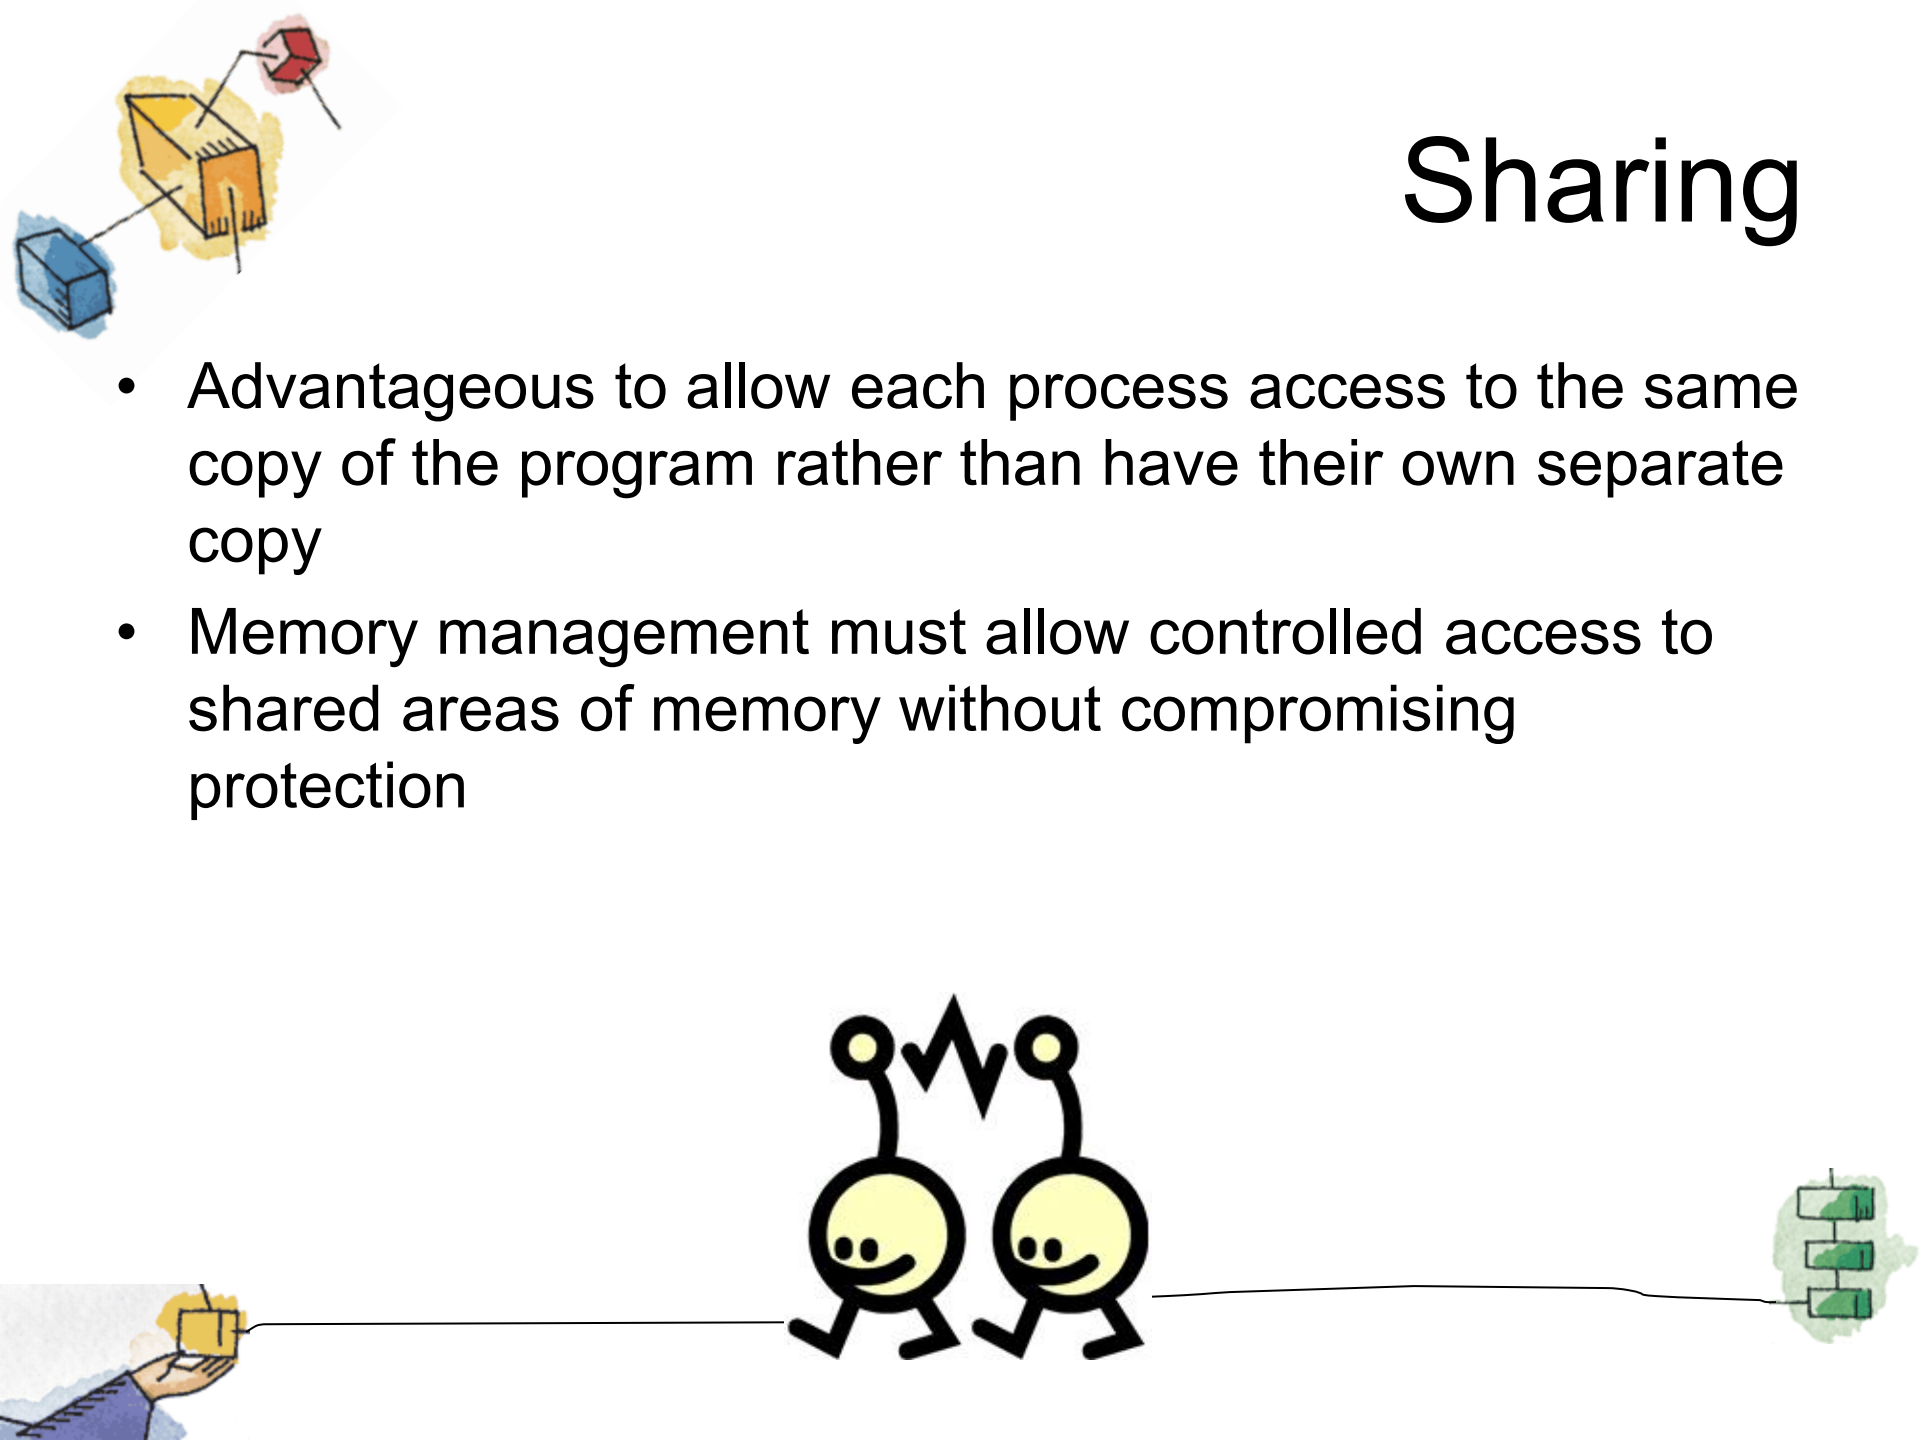 Sharing
• Advantageous to allow each process access to the same
copy of the program rather than have their own separate
copy
• Memory management must allow controlled access to
shared areas of memory without compromising
protection